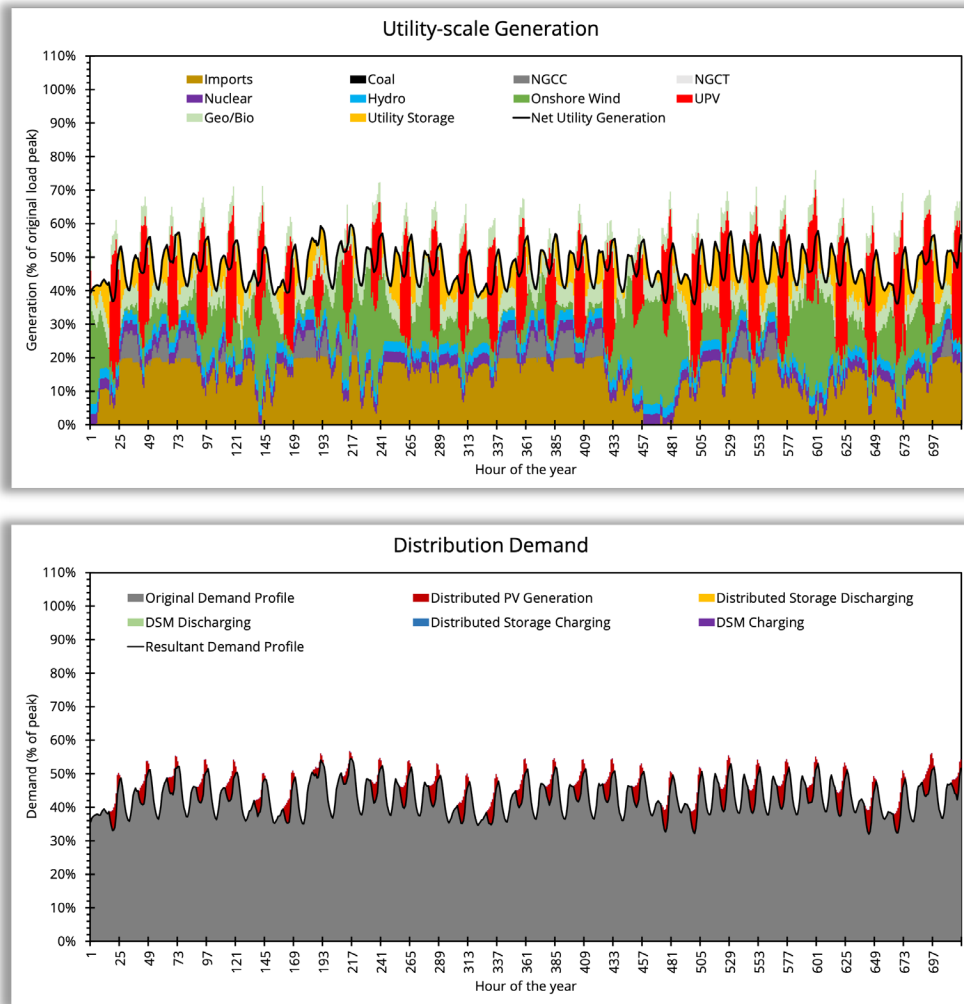 Utility-scale Generation
110%
100%
90%
80%
70%
60%
50%
40%
30%
20%
10%
0%
Generation (% of original load peak)
Imports Coal NGCC NGCT
Nuclear Hydro Onshore Wind UPV
Geo/Bio Utility Storage Net Utility Generation
1 25 49 73 97 121 145 169 193 217 241 265 289 313 337 361 385 409 433 457 481 505 529 553 577 601 625 649 673 697
Hour of the year
Distribution Demand
110%
100%
90%
80%
70%
60%
50%
40%
30%
20%
10%
0%
Demand (% of peak)
Original Demand Profile Distributed PV Generation Distributed Storage Discharging
DSM Discharging Distributed Storage Charging DSM Charging
Resultant Demand Profile
1 25 49 73 97 121 145 169 193 217 241 265 289 313 337 361 385 409 433 457 481 505 529 553 577 601 625 649 673 697
Hour of the year